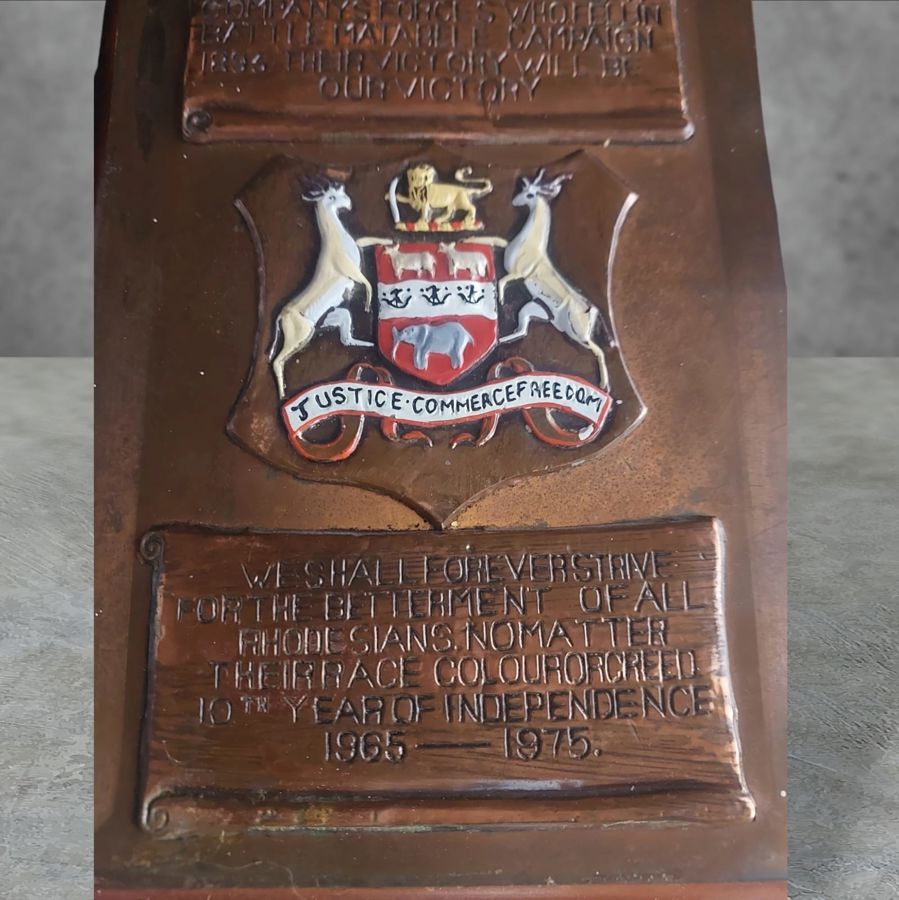 COMPANYS FORCES WHO FELL IN
BATTLE MATABELE CAMPAIGN
1896 THEIR VICTORY WILL BE
OUR VICTORY
JUSTICE·COMMERCEFREEDOM
WE SHALL FOREVER STRIVE
FOR THE BETTERMENT OF ALL
RHODESIANS. NO MATTER
THEIR RACE COLOUR OR CREED
10TH YEAR OF INDEPENDENCE
1965 — 1975.